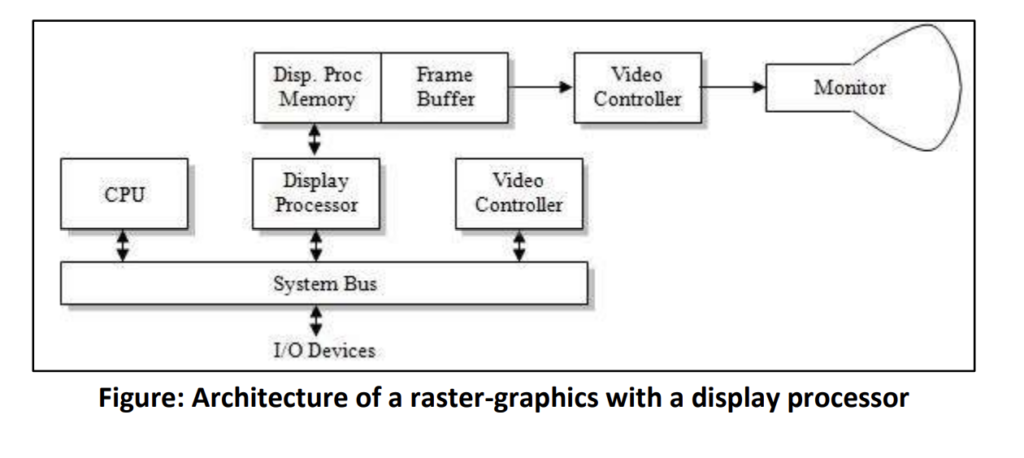 Disp. Proc
Memory
Frame
Buffer
Video
Controller
Monitor
CPU
Display
Processor
Video
Controller
System Bus
I/O Devices
Figure: Architecture of a raster-graphics with a display processor